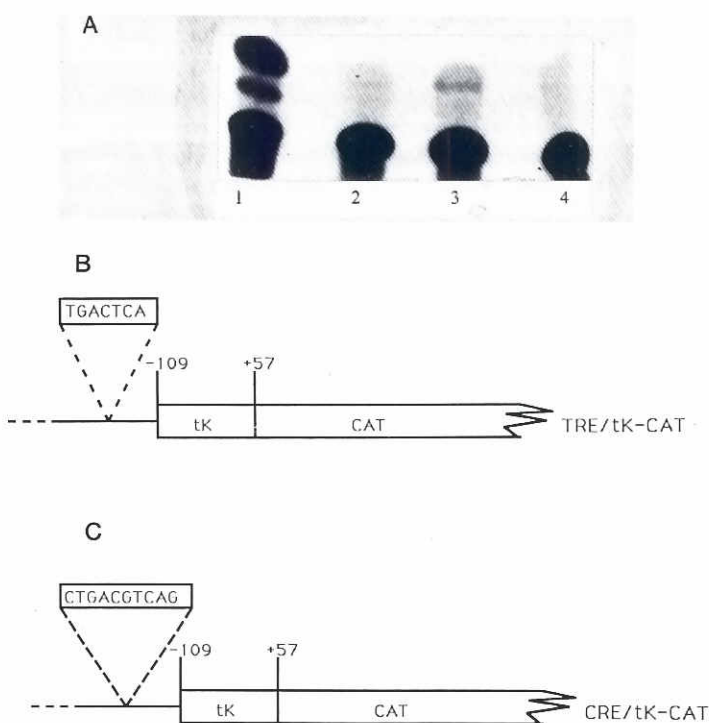 A
1 2 3 4
B
TGACTCA
-109 +57
tK CAT TRE/tK-CAT
C
CTGACGTCAG
-109 +57
tK CAT CRE/tK-CAT